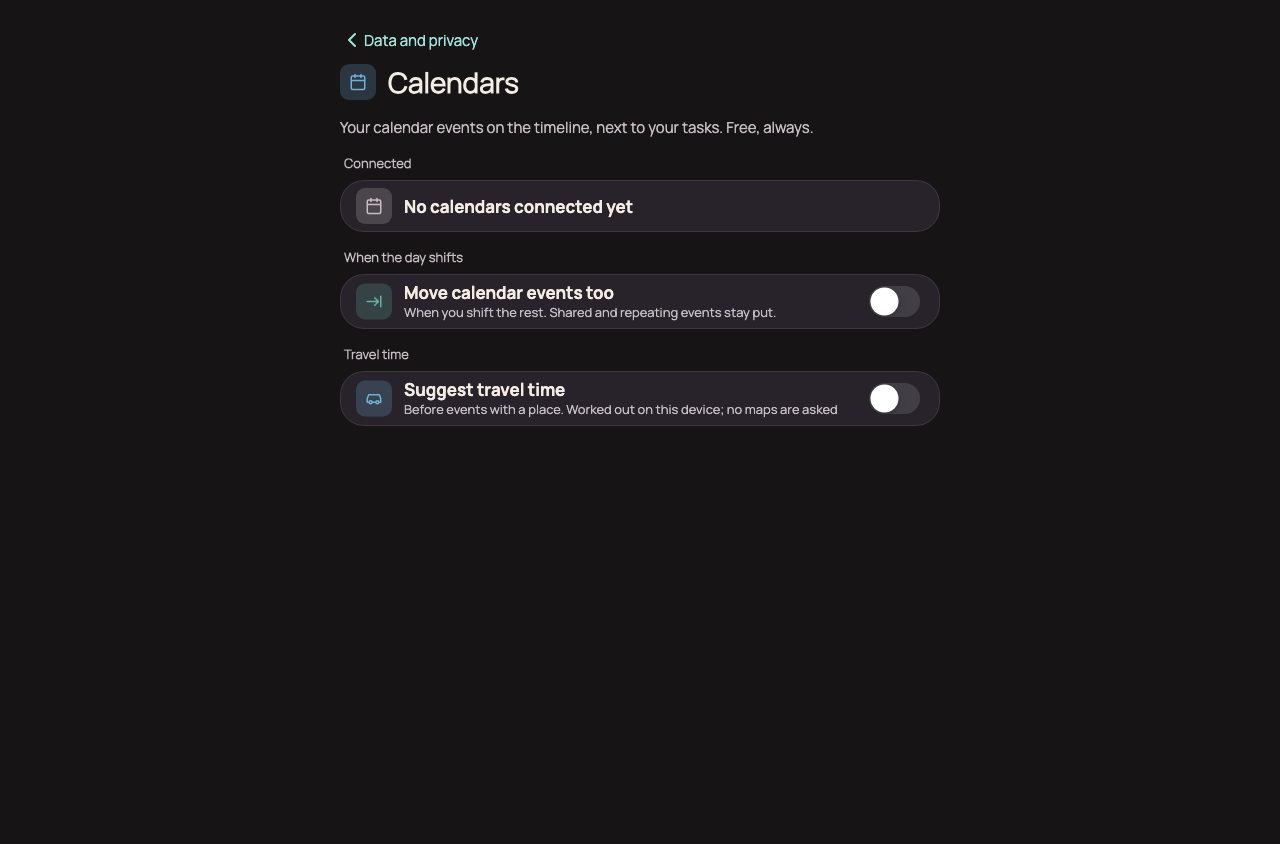 Data and privacy
Calendars
Your calendar events on the timeline, next to your tasks. Free, always.
Connected
No calendars connected yet
When the day shifts
Move calendar events too
When you shift the rest. Shared and repeating events stay put.
Travel time
Suggest travel time
Before events with a place. Worked out on this device; no maps are asked